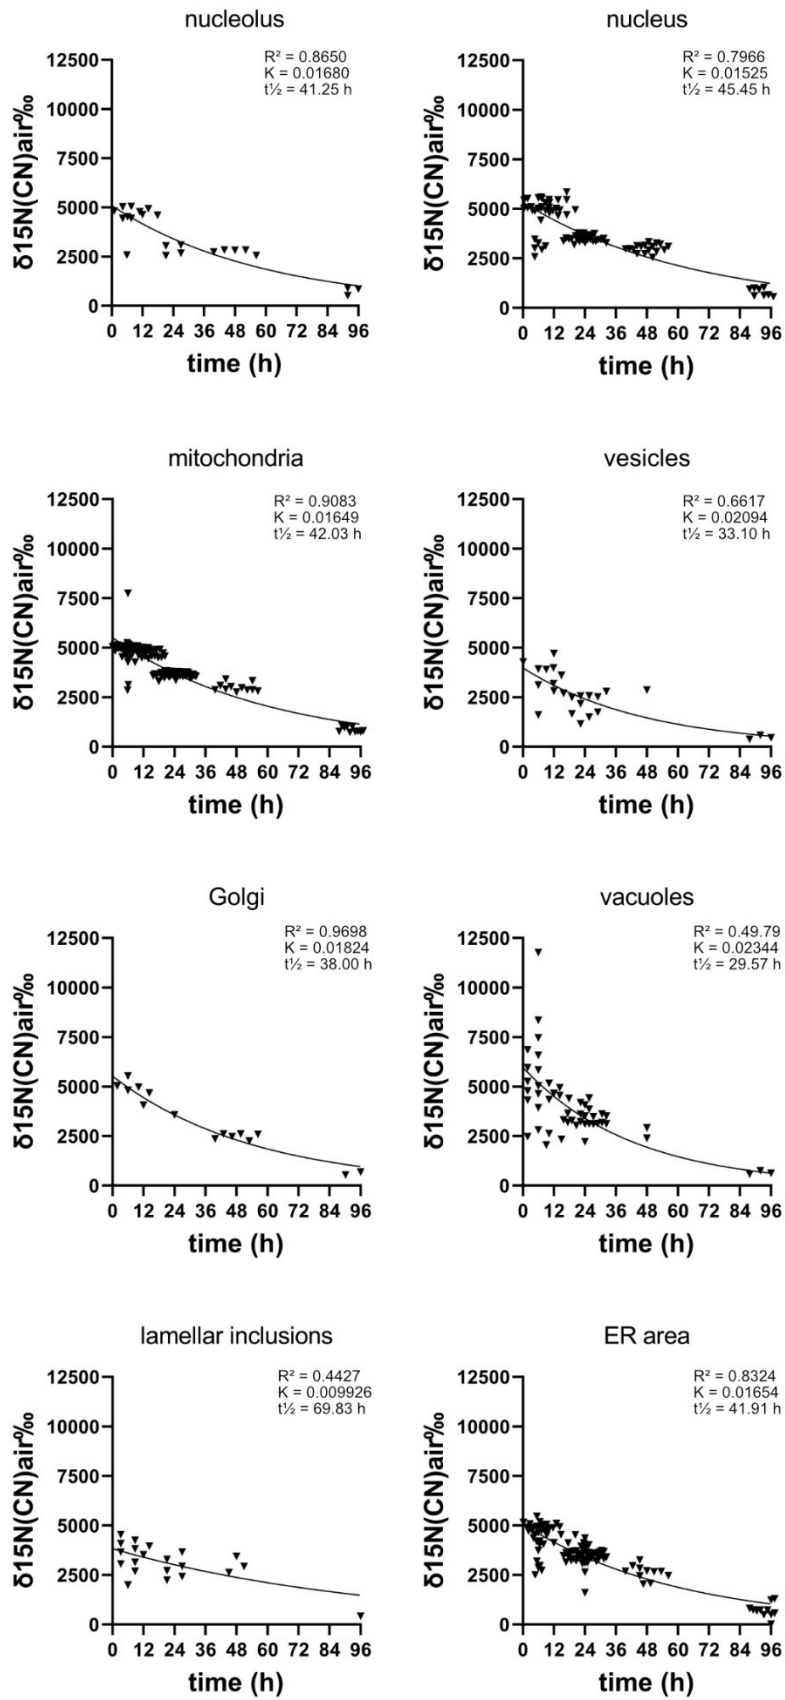 nucleolus
R² = 0.8650
K = 0.01680
t½ = 41.25 h
12500
10000
7500
5000
2500
0
δ15N(CN)air‰
0 12 24 36 48 60 72 84 96
time (h)
nucleus
R² = 0.7966
K = 0.01525
t½ = 45.45 h
12500
10000
7500
5000
2500
0
δ15N(CN)air‰
0 12 24 36 48 60 72 84 96
time (h)
mitochondria
R² = 0.9083
K = 0.01649
t½ = 42.03 h
12500
10000
7500
5000
2500
0
δ15N(CN)air‰
0 12 24 36 48 60 72 84 96
time (h)
vesicles
R² = 0.6617
K = 0.02094
t½ = 33.10 h
12500
10000
7500
5000
2500
0
δ15N(CN)air‰
0 12 24 36 48 60 72 84 96
time (h)
Golgi
R² = 0.9698
K = 0.01824
t½ = 38.00 h
12500
10000
7500
5000
2500
0
δ15N(CN)air‰
0 12 24 36 48 60 72 84 96
time (h)
vacuoles
R² = 0.49.79
K = 0.02344
t½ = 29.57 h
12500
10000
7500
5000
2500
0
δ15N(CN)air‰
0 12 24 36 48 60 72 84 96
time (h)
lamellar inclusions
R² = 0.4427
K = 0.009926
t½ = 69.83 h
12500
10000
7500
5000
2500
0
δ15N(CN)air‰
0 12 24 36 48 60 72 84 96
time (h)
ER area
R² = 0.8324
K = 0.01654
t½ = 41.91 h
12500
10000
7500
5000
2500
0
δ15N(CN)air‰
0 12 24 36 48 60 72 84 96
time (h)